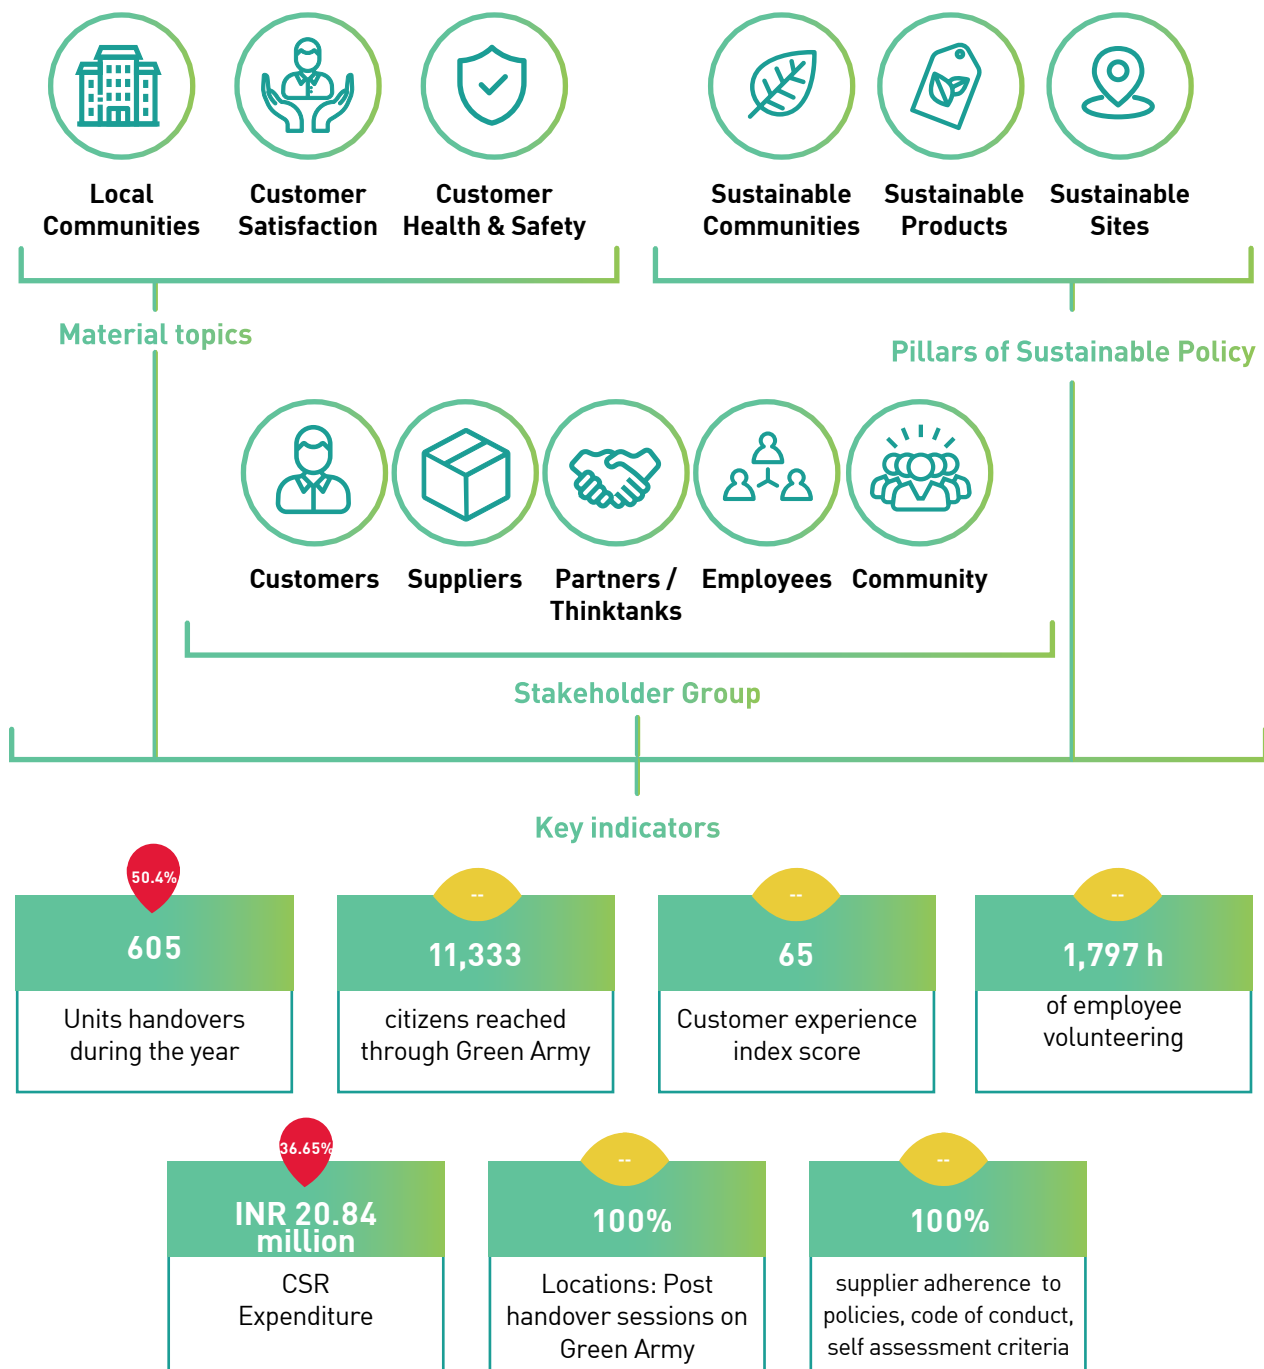 Local
Communities
Customer
Satisfaction
Customer
Health & Safety
Sustainable
Communities
Sustainable
Products
Sustainable
Sites
Material topics
Pillars of Sustainable Policy
Customers
Suppliers
Partners /
Thinktanks
Employees
Community
Stakeholder Group
Key indicators
50.4%
605
Units handovers
during the year
--
11,333
citizens reached
through Green Army
--
65
Customer experience
index score
--
1,797 h
of employee
volunteering
36.65%
INR 20.84
million
CSR
Expenditure
--
100%
Locations: Post
handover sessions on
Green Army
--
100%
supplier adherence to
policies, code of conduct,
self assessment criteria